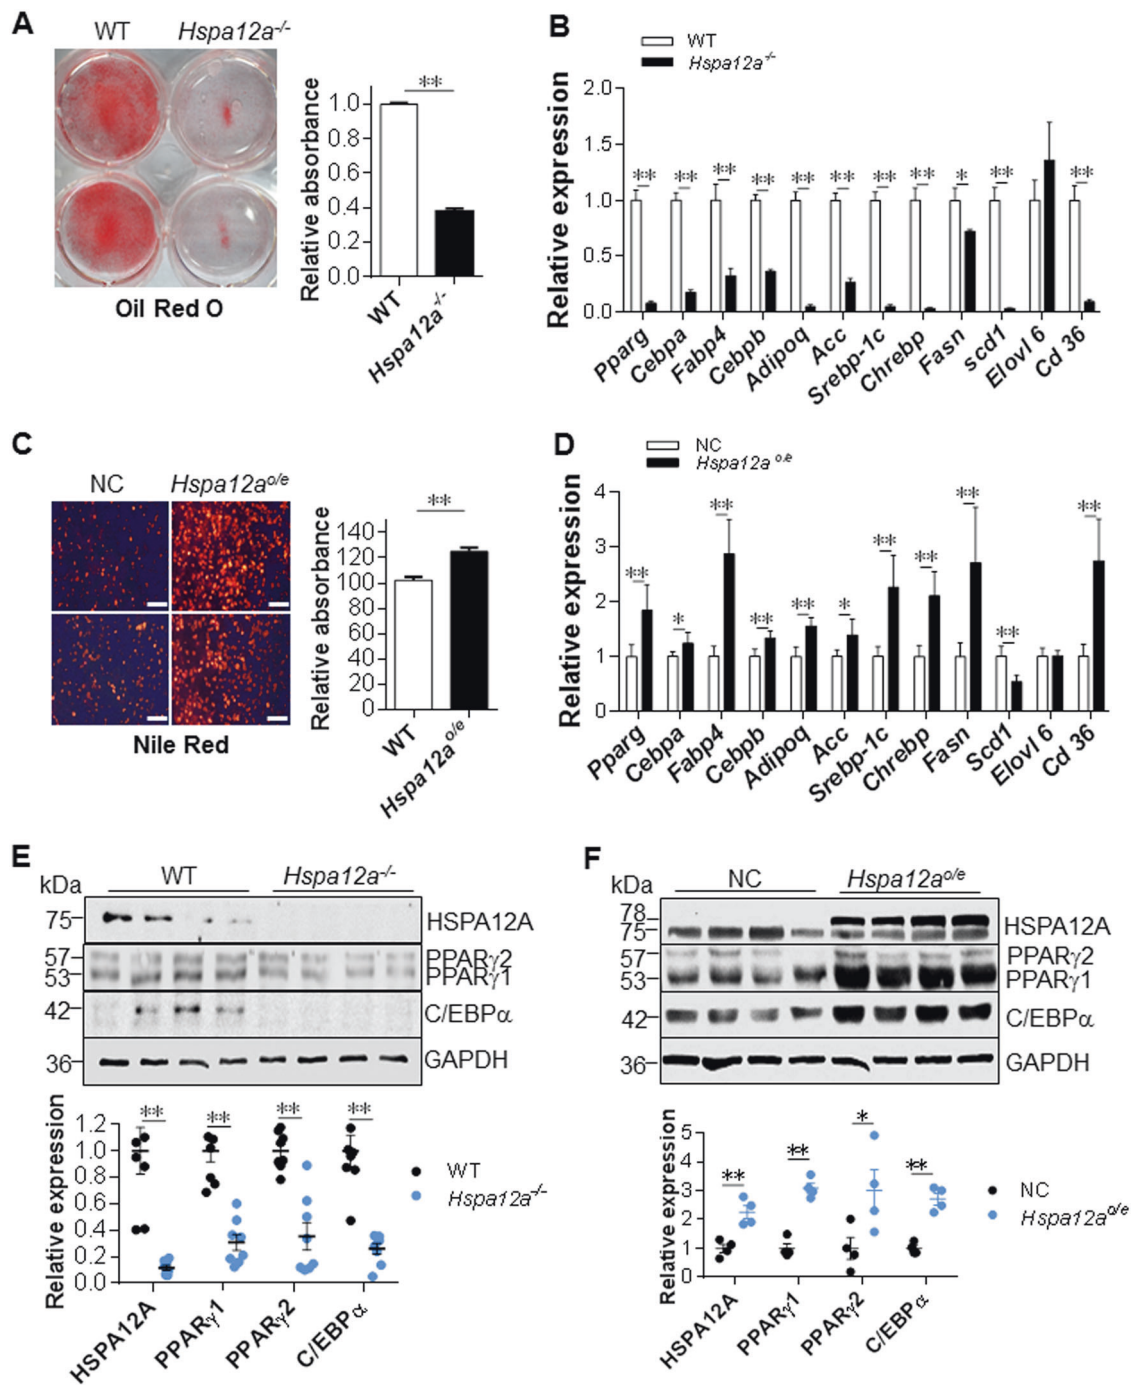 A
WT Hspa12a-/-
Oil Red O
Relative absorbance
1.0
0.8
0.6
0.4
0.2
0.0
**
WT
Hspa12a-/-
B
WT
Hspa12a-/-
Relative expression
2.0
1.5
1.0
0.5
0.0
** ** ** ** ** ** ** ** * ** **
Pparg Cebpa Fabp4 Cebpb Adipoq Acc Srebp-1c Chrebp Fasn scd1 Elovl 6 Cd 36
C
NC Hspa12a o/e
Nile Red
Relative absorbance
140
120
100
80
60
40
20
0
**
WT
Hspa12a o/e
D
NC
Hspa12a o/e
Relative expression
4
3
2
1
0
** * ** ** ** * ** ** ** ** **
Pparg Cebpa Fabp4 Cebpb Adipoq Acc Srebp-1c Chrebp Fasn Scd1 Elovl 6 Cd 36
E
kDa WT Hspa12a-/-
75 HSPA12A
57 PPARγ2
53 PPARγ1
42 C/EBPα
36 GAPDH
Relative expression
1.2
1.0
0.8
0.6
0.4
0.2
0.0
** ** ** **
WT
Hspa12a-/-
HSPA12A PPARγ1 PPARγ2 C/EBPα
F
kDa NC Hspa12a o/e
78
75 HSPA12A
57 PPARγ2
53 PPARγ1
42 C/EBPα
36 GAPDH
Relative expression
5
4
3
2
1
0
** ** * **
NC
Hspa12a o/e
HSPA12A PPARγ1 PPARγ2 C/EBPα